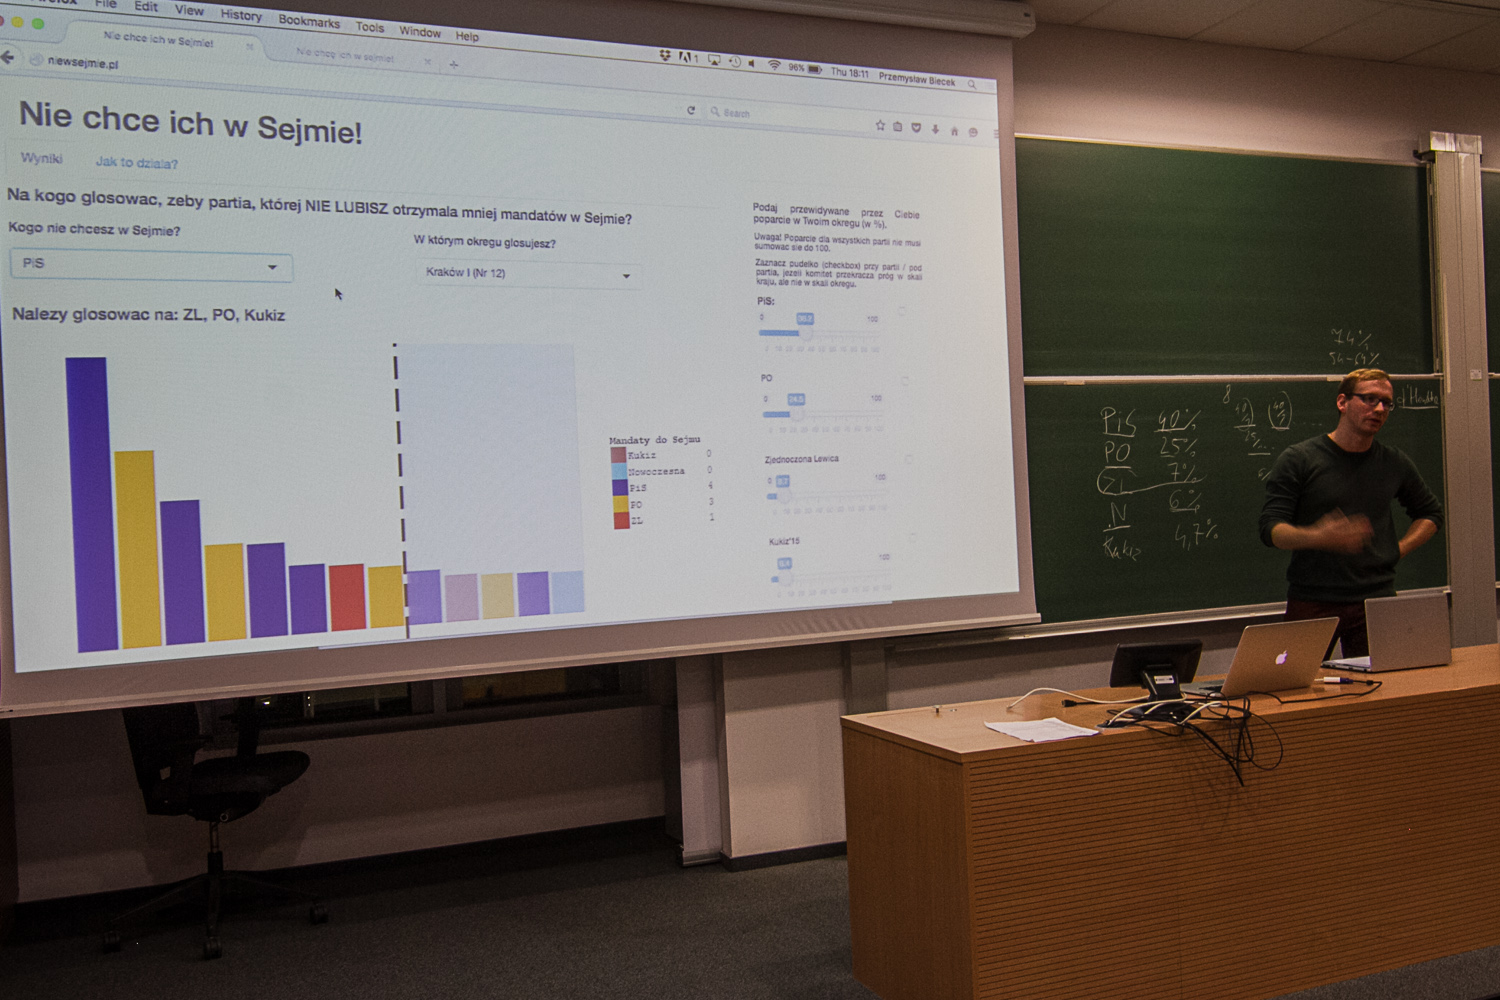 File Edit View History Bookmarks Tools Window Help
96% Thu 18:11 Przemysław Biecek
Nie chce ich w Sejmie!
Nie chce ich w sejmie!
niewsejmie.pl
Search
Nie chce ich w Sejmie!
Wyniki Jak to dziala?
Na kogo glosowac, zeby partia, której NIE LUBISZ otrzymala mniej mandatów w Sejmie?
Kogo nie chcesz w Sejmie?
PiS
W którym okregu glosujesz?
Kraków I (Nr 12)
Nalezy glosowac na: ZL, PO, Kukiz
Mandaty do Sejmu
Kukiz 0
Nowoczesna 0
PiS 4
PO 3
ZL 1
Podaj przewidywane przez Ciebie
poparcie w Twoim okregu (w %).
Uwaga! Poparcie dla wszystkich partii nie musi
sumowac sie do 100.
Zaznacz pudelko (checkbox) przy partii / pod
partia, jezeli komitet przekracza próg w skali
kraju, ale nie w skali okregu.
PiS:
0 100
PO
0 100
Zjednoczona Lewica
0 100
Kukiz'15
0 100
74%
54-64%
PiS 40%
PO 25%
ZL 7%
N 6%
Kukiz 4,7%
8